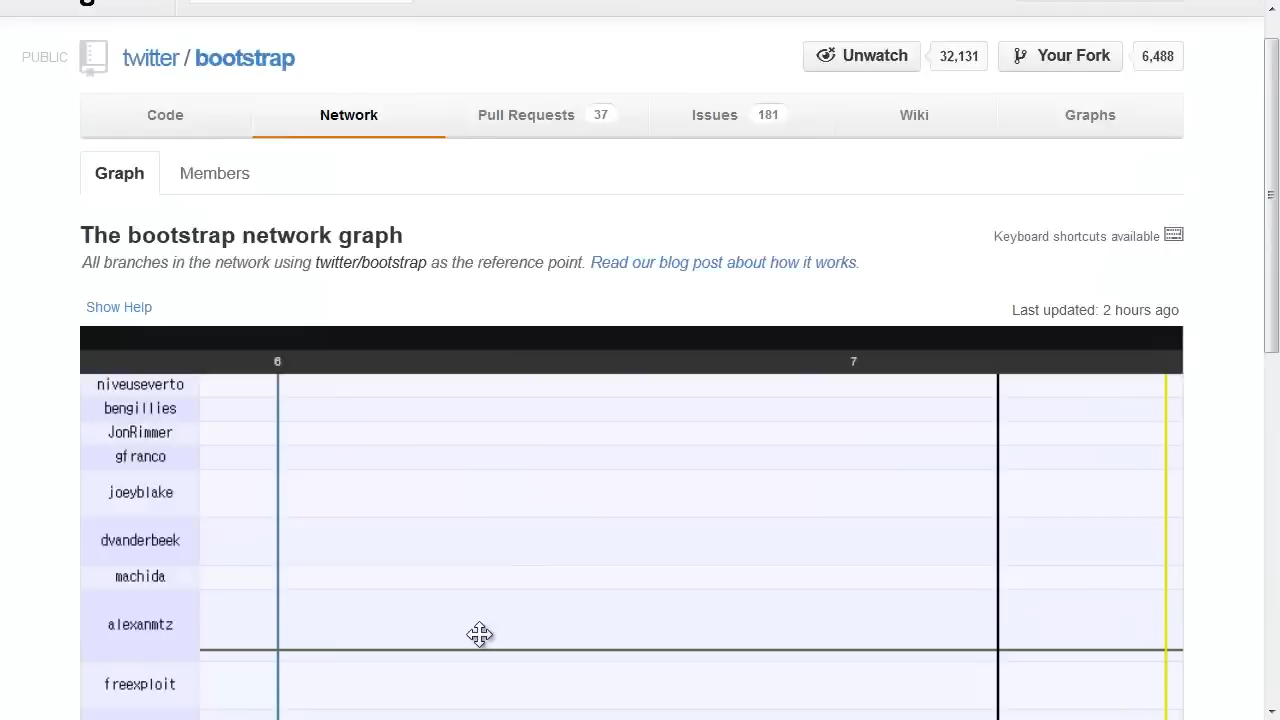 PUBLIC twitter / bootstrap Unwatch 32,131 Your Fork 6,488
Code Network Pull Requests 37 Issues 181 Wiki Graphs
Graph Members
The bootstrap network graph
Keyboard shortcuts available
All branches in the network using twitter/bootstrap as the reference point. Read our blog post about how it works.
Show Help
Last updated: 2 hours ago
6 7
niveuseverto
bengillies
JonRimmer
gfranco
joeyblake
dvanderbeek
machida
alexanmtz
freexploit